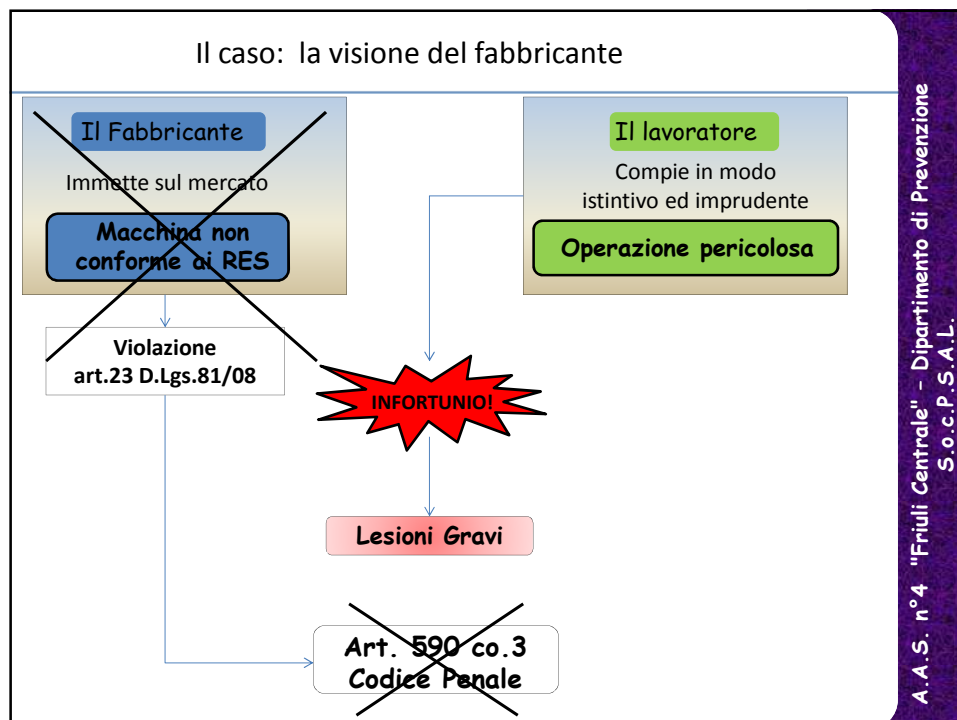 Il caso: la visione del fabbricante
Il Fabbricante
Immette sul mercato
Macchina non
conforme ai RES
Violazione
art.23 D.Lgs.81/08
Il lavoratore
Compie in modo
istintivo ed imprudente
Operazione pericolosa
INFORTUNIO!
Lesioni Gravi
Art. 590 co.3
Codice Penale
A.A.S. n°4 "Friuli Centrale" – Dipartimento di Prevenzione
S.o.c.P.S.A.L.